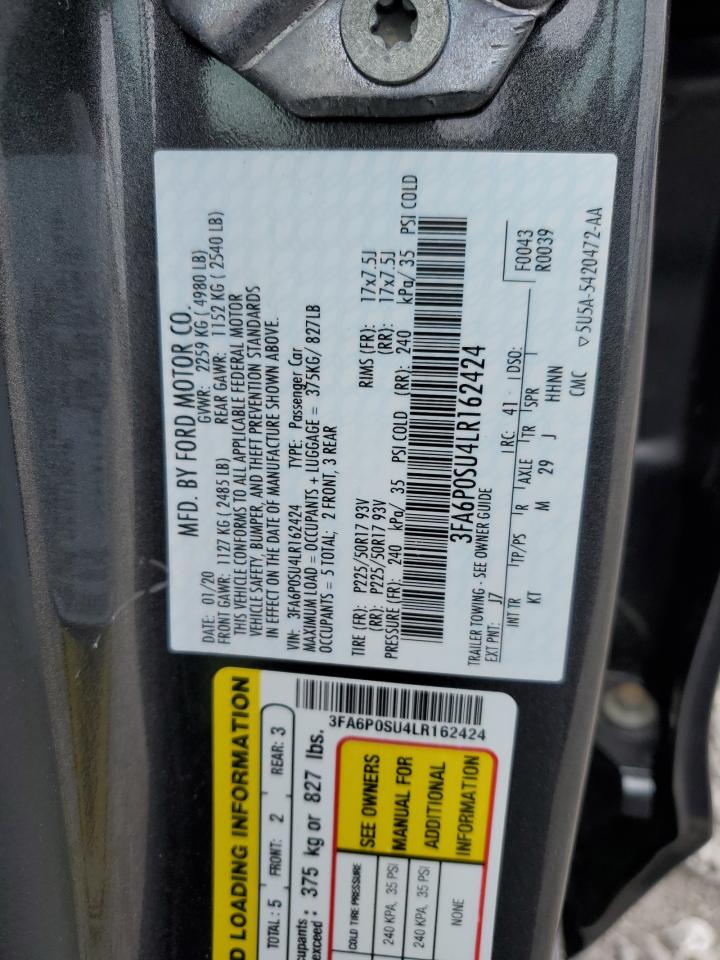 MFD. BY FORD MOTOR CO.
DATE: 01/20 GVWR: 2259 KG ( 4980 LB)
FRONT GAWR: 1127 KG ( 2485 LB) REAR GAWR: 1152 KG ( 2540 LB)
THIS VEHICLE CONFORMS TO ALL APPLICABLE FEDERAL MOTOR
VEHICLE SAFETY, BUMPER, AND THEFT PREVENTION STANDARDS
IN EFFECT ON THE DATE OF MANUFACTURE SHOWN ABOVE.
VIN: 3FA6P0SU4LR162424 TYPE: Passenger Car
MAXIMUM LOAD = OCCUPANTS + LUGGAGE = 375KG/ 827LB
OCCUPANTS = 5 TOTAL; 2 FRONT, 3 REAR
TIRE (FR): P225/50R17 93V RIMS (FR): 17x7.5J
(RR): P225/50R17 93V (RR): 17x7.5J
PRESSURE (FR): 240 kPa/ 35 PSI COLD (RR): 240 kPa/ 35 PSI COLD
3FA6P0SU4LR162424
TRAILER TOWING - SEE OWNER GUIDE
EXT PNT: J7 RC: 41 DSO: F0043
INT TR TP/PS R AXLE TR SPR R0039
KT M 29 J HHNN
CMC ▽5U5A-5420472-AA
D LOADING INFORMATION
TOTAL : 5 FRONT: 2 REAR: 3
cupants
exceed : 375 kg or 827 lbs.
3FA6P0SU4LR162424
COLD TIRE PRESSURE
240 KPA, 35 PSI
240 KPA, 35 PSI
NONE
SEE OWNERS
MANUAL FOR
ADDITIONAL
INFORMATION